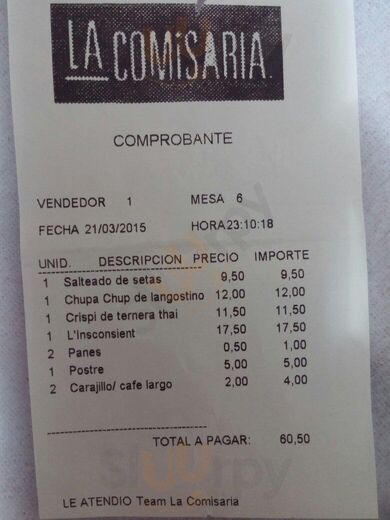 LA COMiSARIA.
COMPROBANTE
VENDEDOR 1 MESA 6
FECHA 21/03/2015 HORA23:10:18
UNID. DESCRIPCION PRECIO IMPORTE
1 Salteado de setas 9,50 9,50
1 Chupa Chup de langostino 12,00 12,00
1 Crispi de ternera thai 11,50 11,50
1 L'Insconsient 17,50 17,50
2 Panes 0,50 1,00
1 Postre 5,00 5,00
2 Carajillo/ cafe largo 2,00 4,00
TOTAL A PAGAR: 60,50
Sluurpy
LE ATENDIO Team La Comisaria